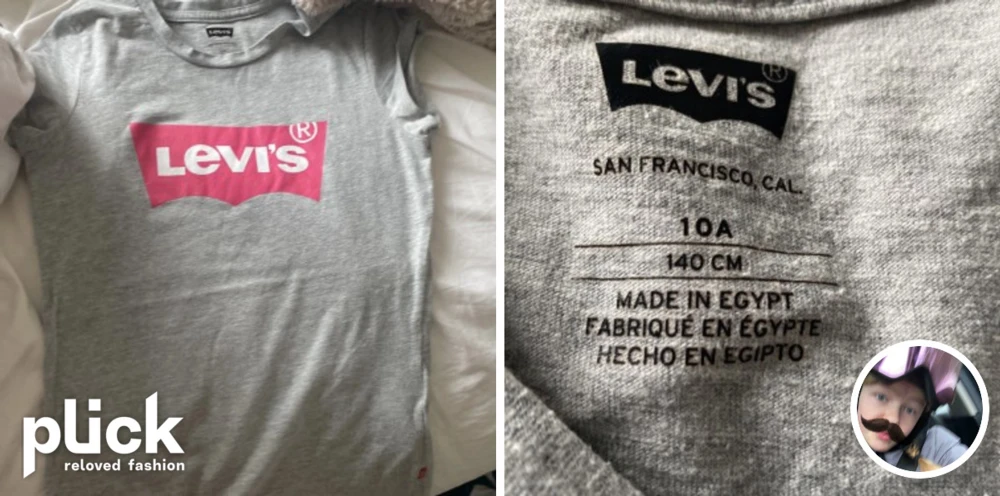 LEVI'S
LEVI'S®
plick
reloved fashion
LEVI'S®
SAN FRANCISCO, CAL.
10A
140 CM
MADE IN EGYPT
FABRIQUÉ EN ÉGYPTE
HECHO EN EGIPTO